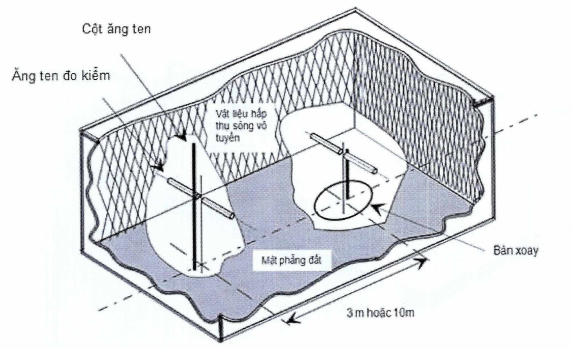 Cột ăng ten
Ăng ten đo kiểm
Vật liệu hấp
thụ sóng vô
tuyến
Bàn xoay
Mặt phẳng đất
3 m hoặc 10m